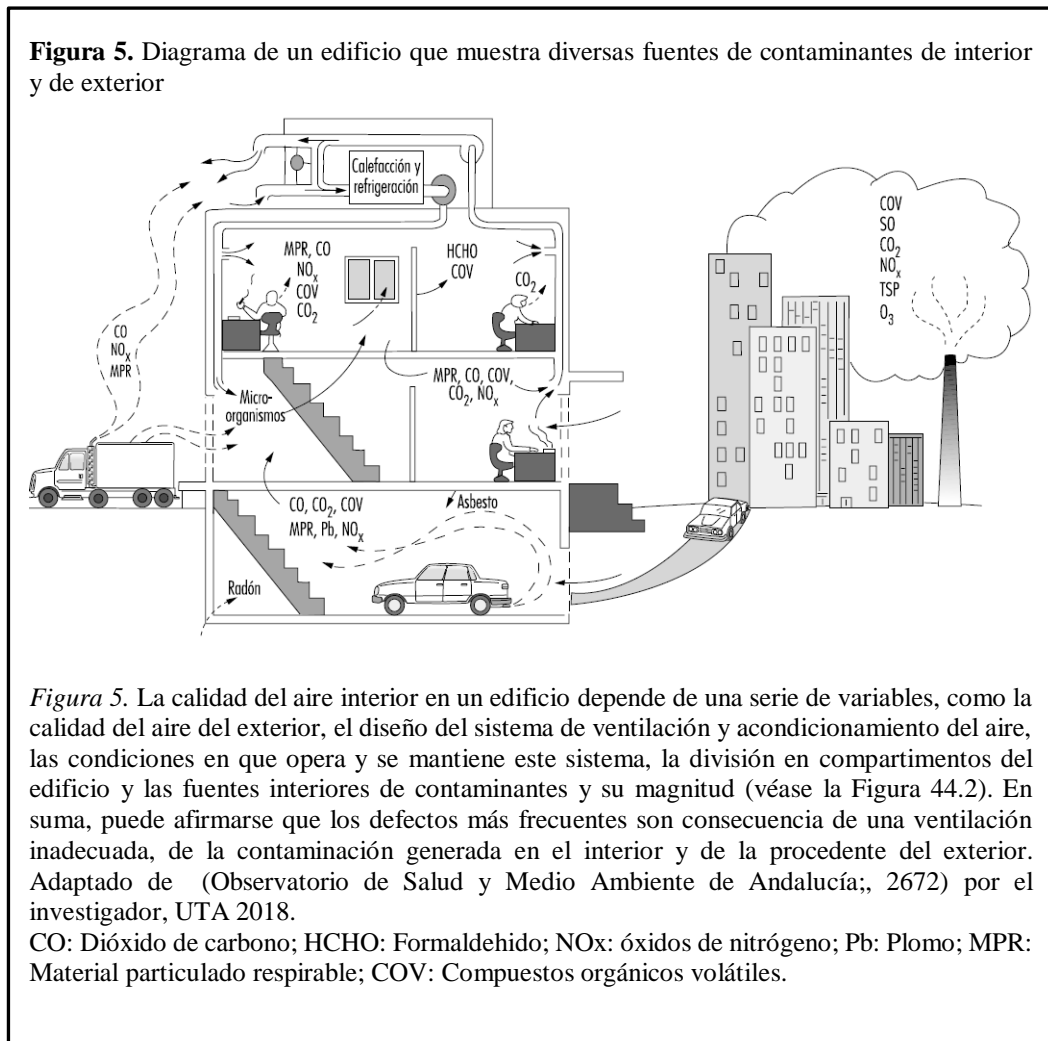 Figura 5. Diagrama de un edificio que muestra diversas fuentes de contaminantes de interior
y de exterior
Calefacción y
refrigeración
COV
SO
CO2
NOx
TSP
O3
MPR, CO
NOx
COV
CO2
HCHO
COV
CO2
CO
NOx
MPR
MPR, CO, COV,
CO2, NOx
Micro-
organismos
CO, CO2, COV
MPR, Pb, NOx
Asbesto
Radón
Figura 5. La calidad del aire interior en un edificio depende de una serie de variables, como la
calidad del aire del exterior, el diseño del sistema de ventilación y acondicionamiento del aire,
las condiciones en que opera y se mantiene este sistema, la división en compartimentos del
edificio y las fuentes interiores de contaminantes y su magnitud (véase la Figura 44.2). En
suma, puede afirmarse que los defectos más frecuentes son consecuencia de una ventilación
inadecuada, de la contaminación generada en el interior y de la procedente del exterior.
Adaptado de (Observatorio de Salud y Medio Ambiente de Andalucía;, 2672) por el
investigador, UTA 2018.
CO: Dióxido de carbono; HCHO: Formaldehido; NOx: óxidos de nitrógeno; Pb: Plomo; MPR:
Material particulado respirable; COV: Compuestos orgánicos volátiles.